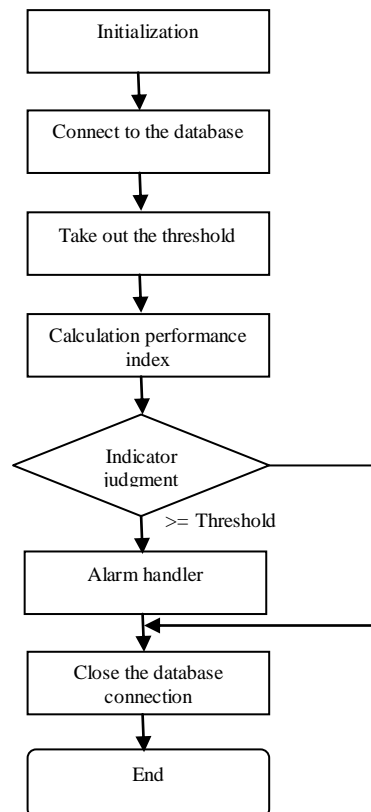 Initialization
Connect to the database
Take out the threshold
Calculation performance
index
Indicator
judgment
>= Threshold
Alarm handler
Close the database
connection
End